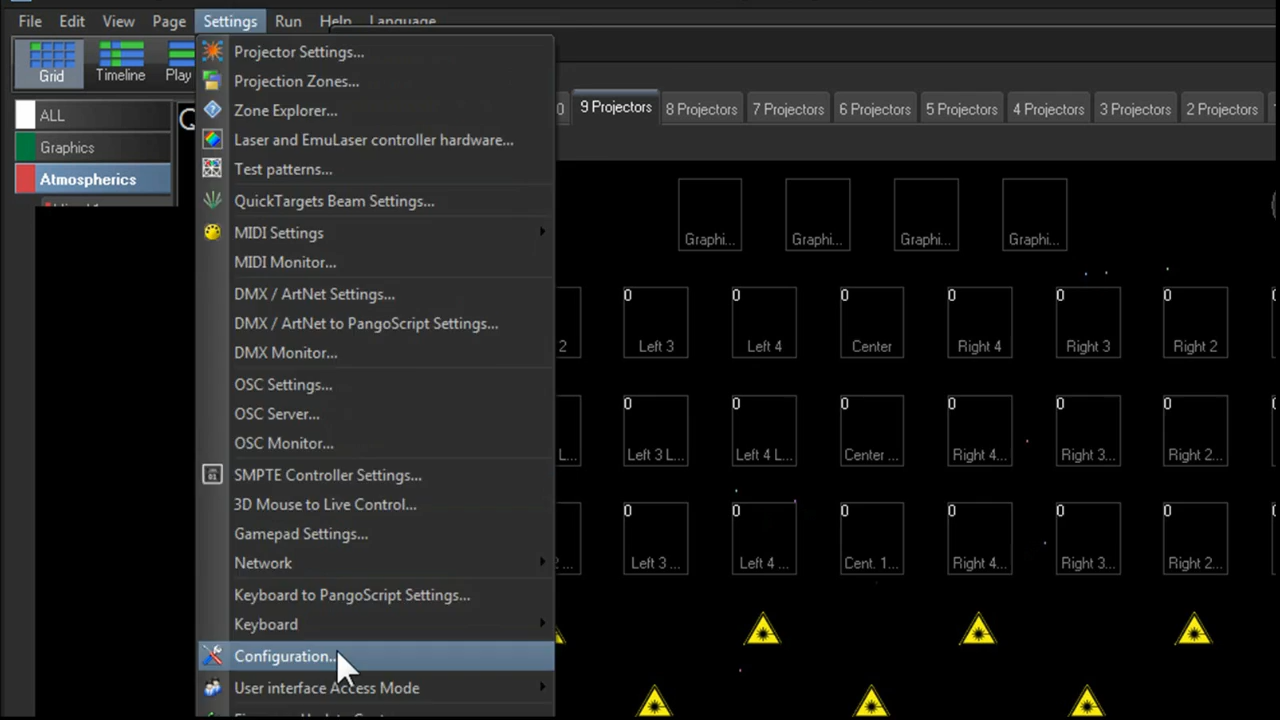 File Edit View Page Settings Run Help Language
Grid Timeline Play
ALL
Graphics
Atmospherics
Projector Settings...
Projection Zones...
Zone Explorer...
Laser and EmuLaser controller hardware...
Test patterns...
QuickTargets Beam Settings...
MIDI Settings
MIDI Monitor...
DMX / ArtNet Settings...
DMX / ArtNet to PangoScript Settings...
DMX Monitor...
OSC Settings...
OSC Server...
OSC Monitor...
SMPTE Controller Settings...
01
3D Mouse to Live Control...
Gamepad Settings...
Network
Keyboard to PangoScript Settings...
Keyboard
Configuration...
User interface Access Mode
0 9 Projectors 8 Projectors 7 Projectors 6 Projectors 5 Projectors 4 Projectors 3 Projectors 2 Projectors
Graphi... Graphi... Graphi... Graphi...
0 0 0 0 0 0
2 Left 3 Left 4 Center Right 4 Right 3 Right 2
0 0 0 0 0 0
L... Left 3 L... Left 4 L... Center ... Right 4... Right 3... Right 2...
0 0 0 0 0 0
2 ... Left 3 ... Left 4 ... Cent. 1... Right 4... Right 3... Right 2...